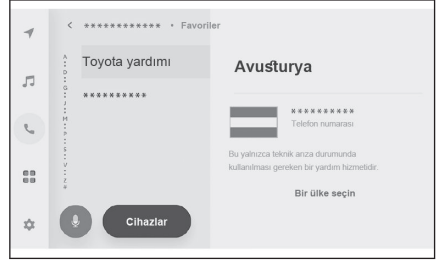 < ************ • Favoriler
A
•
D
•
G
•
J
•
M
•
P
•
S
•
V
•
Z
#
Toyota yardımı
**********
Cihazlar
Avusturya
**********
Telefon numarası
Bu yalnızca teknik arıza durumunda
kullanılması gereken bir yardım hizmetidir.
Bir ülke seçin